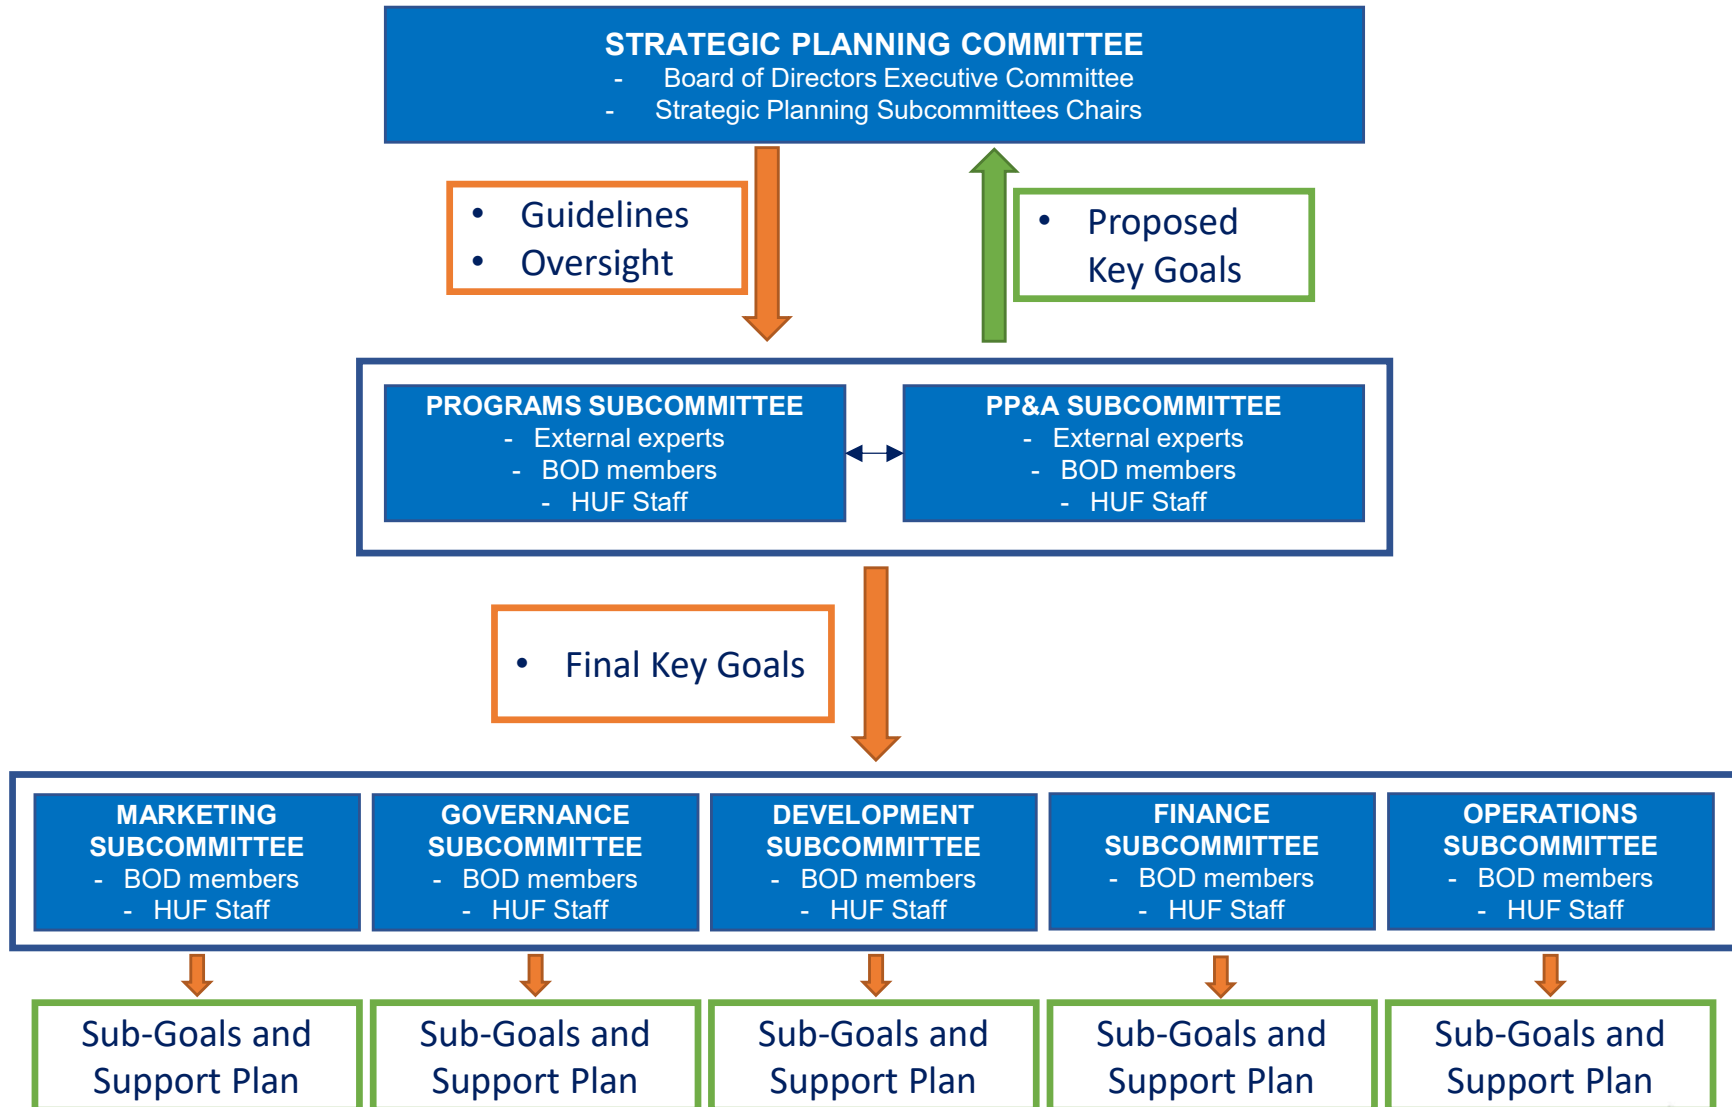 STRATEGIC PLANNING COMMITTEE
- Board of Directors Executive Committee
- Strategic Planning Subcommittees Chairs
• Guidelines
• Oversight
• Proposed
Key Goals
PROGRAMS SUBCOMMITTEE
- External experts
- BOD members
- HUF Staff
PP&A SUBCOMMITTEE
- External experts
- BOD members
- HUF Staff
• Final Key Goals
MARKETING
SUBCOMMITTEE
- BOD members
- HUF Staff
GOVERNANCE
SUBCOMMITTEE
- BOD members
- HUF Staff
DEVELOPMENT
SUBCOMMITTEE
- BOD members
- HUF Staff
FINANCE
SUBCOMMITTEE
- BOD members
- HUF Staff
OPERATIONS
SUBCOMMITTEE
- BOD members
- HUF Staff
Sub-Goals and
Support Plan
Sub-Goals and
Support Plan
Sub-Goals and
Support Plan
Sub-Goals and
Support Plan
Sub-Goals and
Support Plan